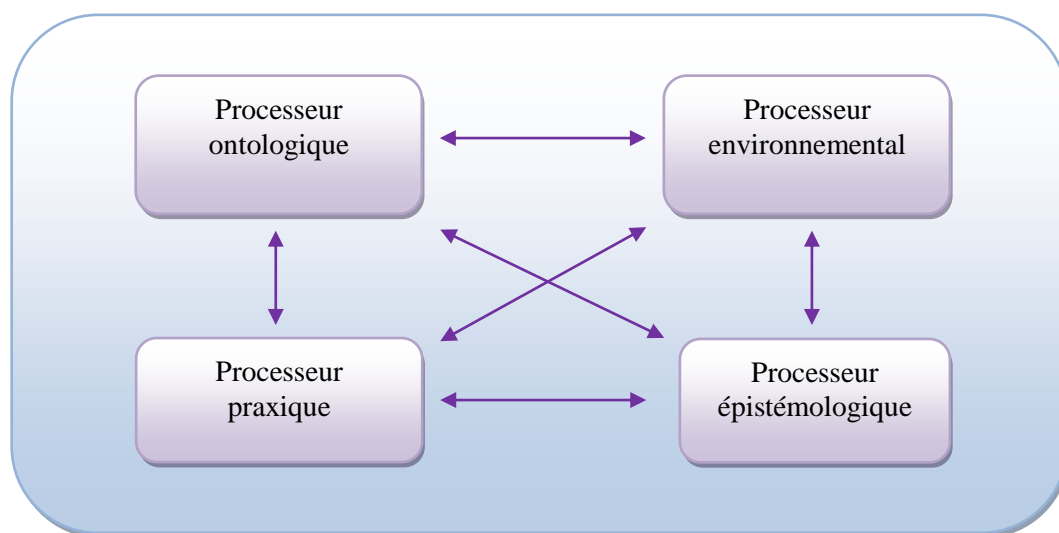 Processeur
ontologique
Processeur
environnemental
Processeur
praxique
Processeur
épistémologique